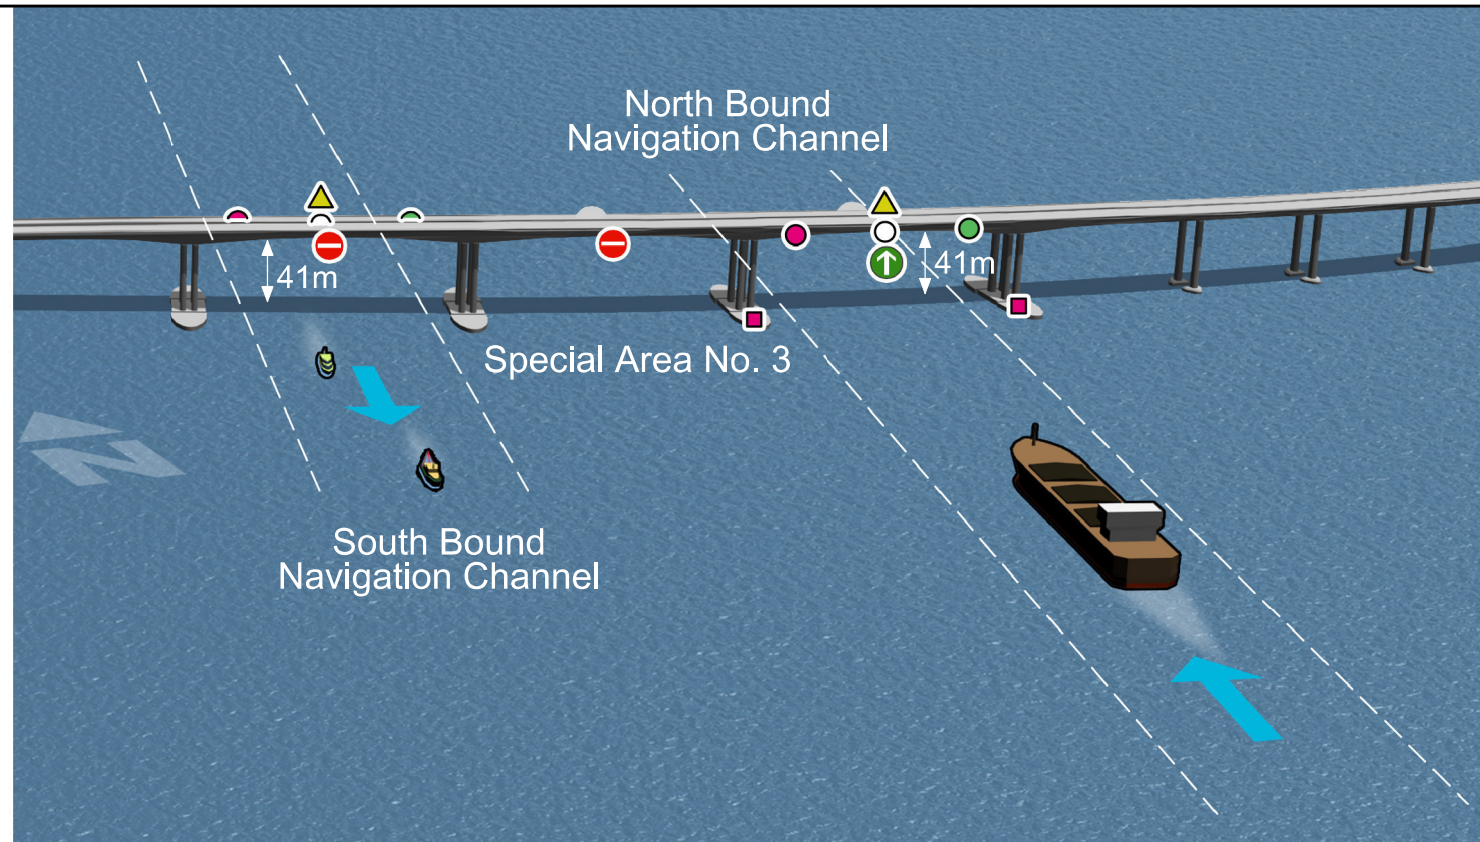 North Bound
Navigation Channel
41m
41m
Special Area No. 3
N
South Bound
Navigation Channel